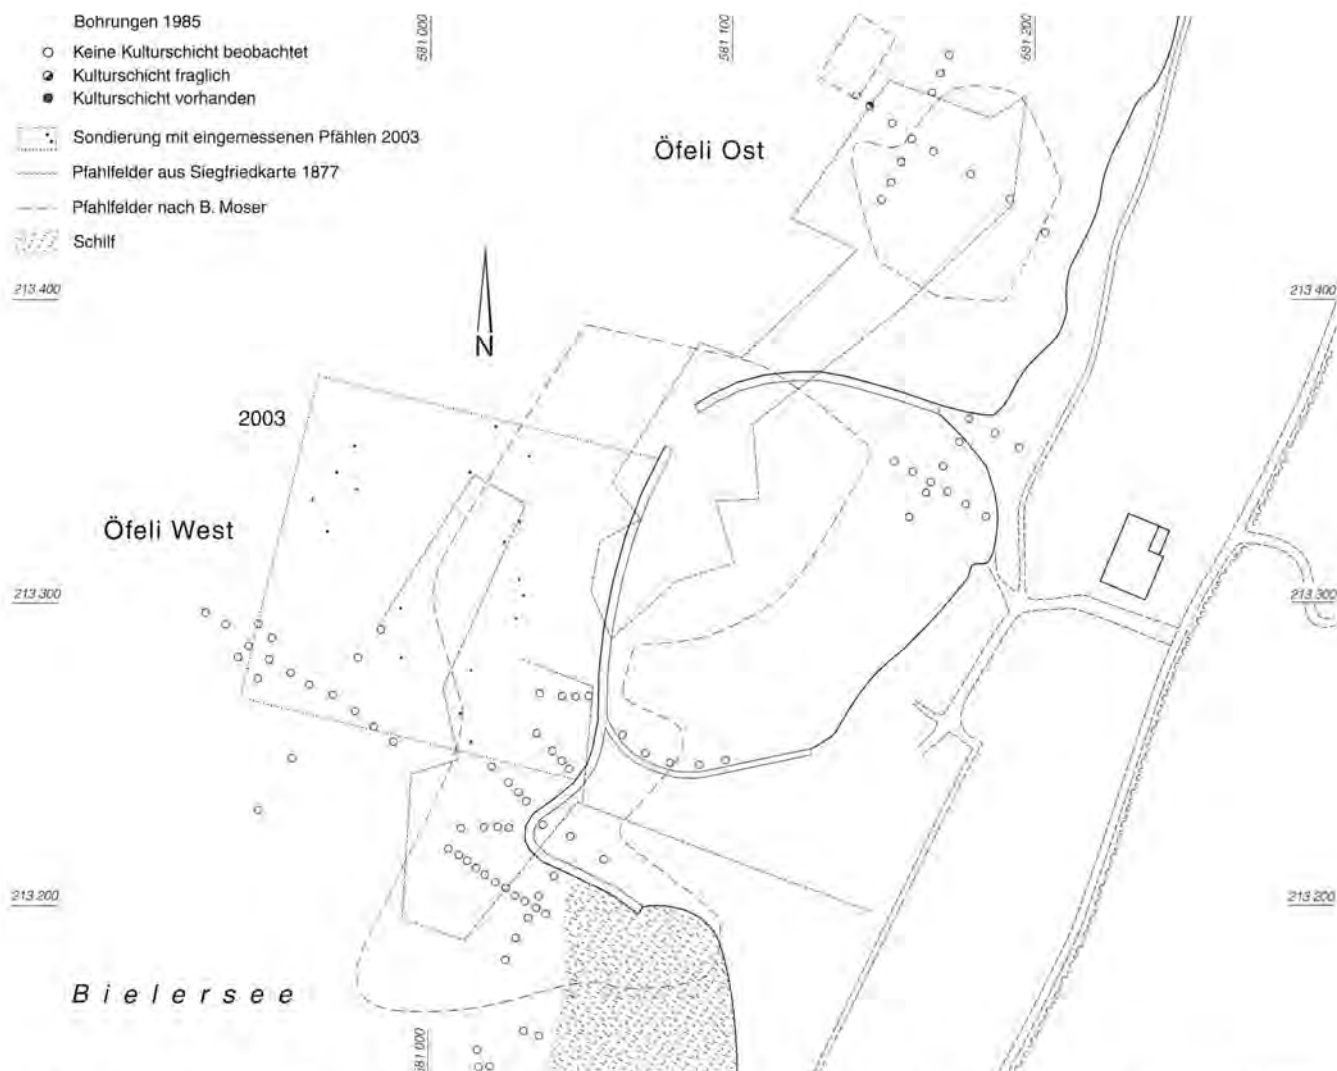 Bohrungen 1985
Keine Kulturschicht beobachtet
Kulturschicht fraglich
Kulturschicht vorhanden
Sondierung mit eingemessenen Pfählen 2003
Pfahlfelder aus Siegfriedkarte 1877
Pfahlfelder nach B. Moser
Schilf
581 000
581 100
581 200
Öfeli Ost
213 400
213 400
N
2003
Öfeli West
213 300
213 300
213 200
213 200
Bielersee
581 000